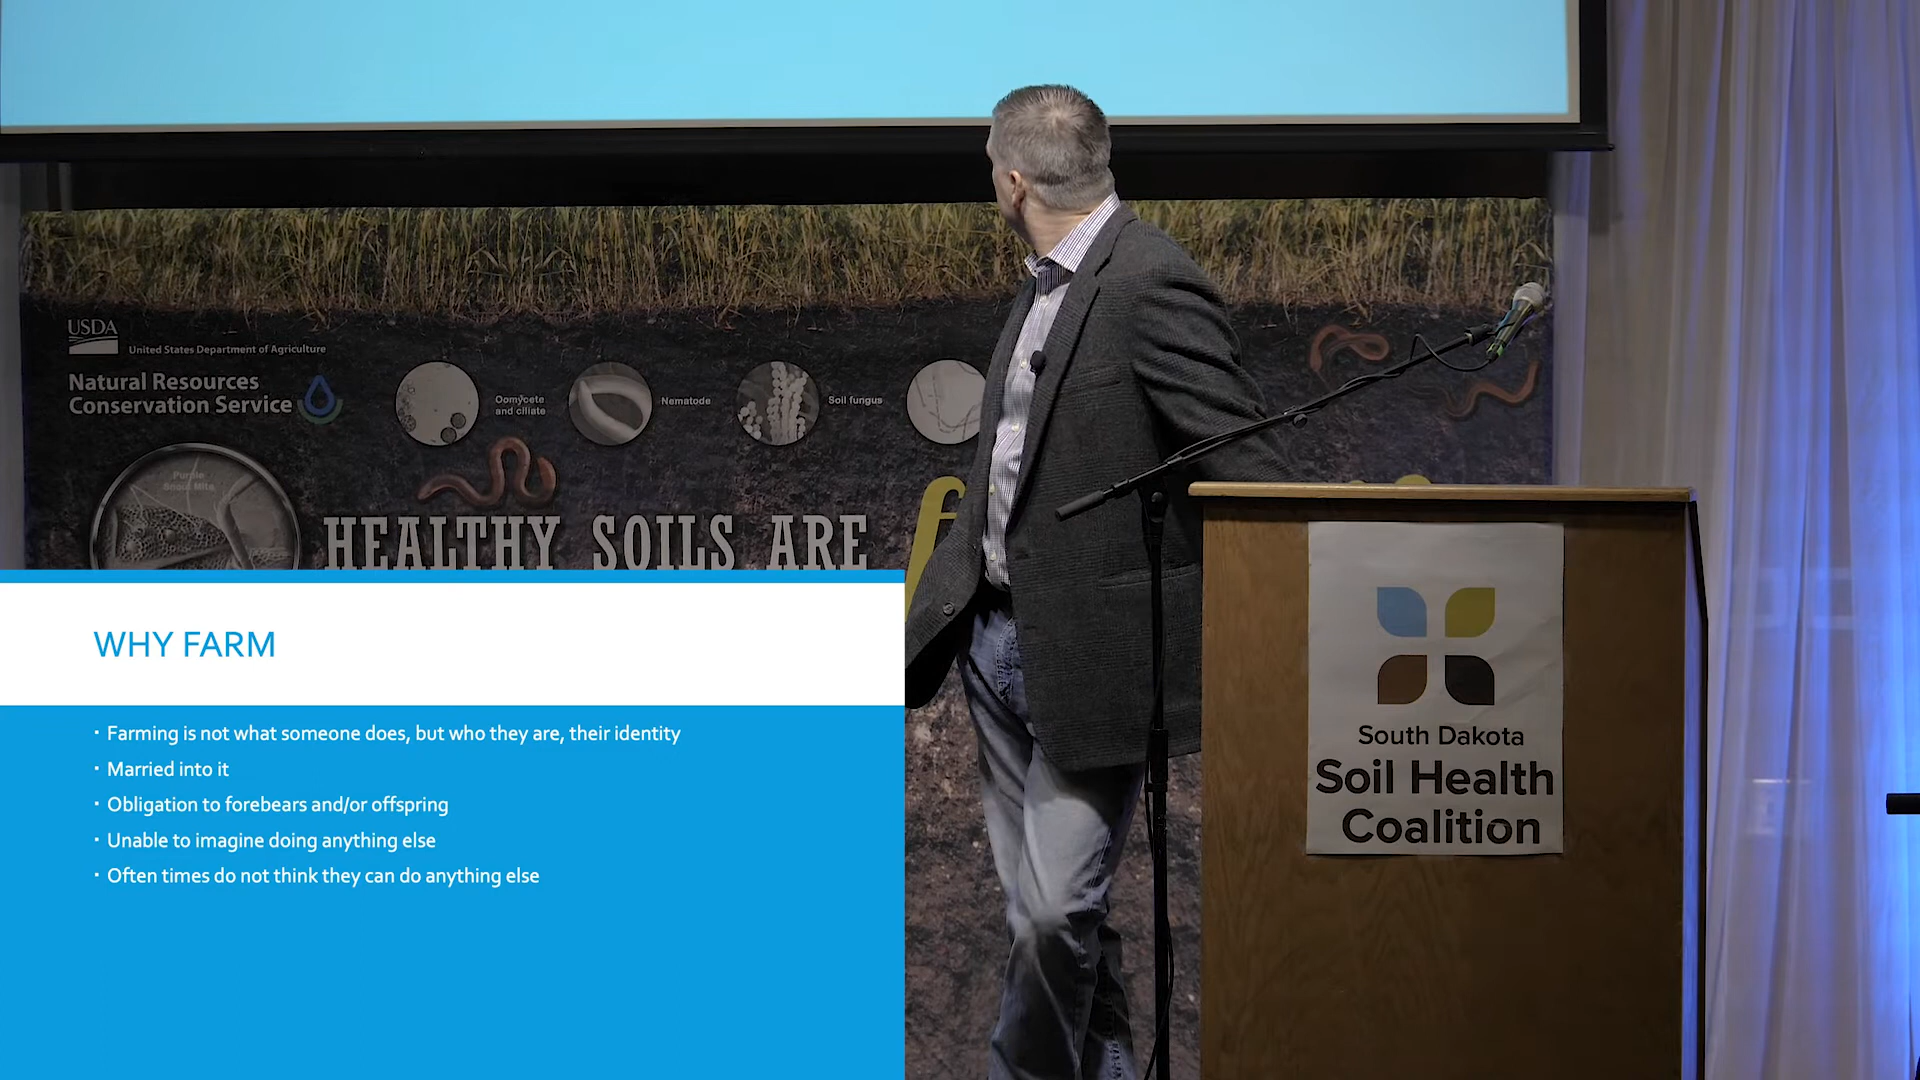 USDA
United States Department of Agriculture
Natural Resources
Conservation Service
Oomycete
and ciliate
Nematode
Soil fungus
Purple
Snout Mite
HEALTHY SOILS ARE
f
WHY FARM
· Farming is not what someone does, but who they are, their identity
· Married into it
· Obligation to forebears and/or offspring
· Unable to imagine doing anything else
· Often times do not think they can do anything else
South Dakota
Soil Health
Coalition